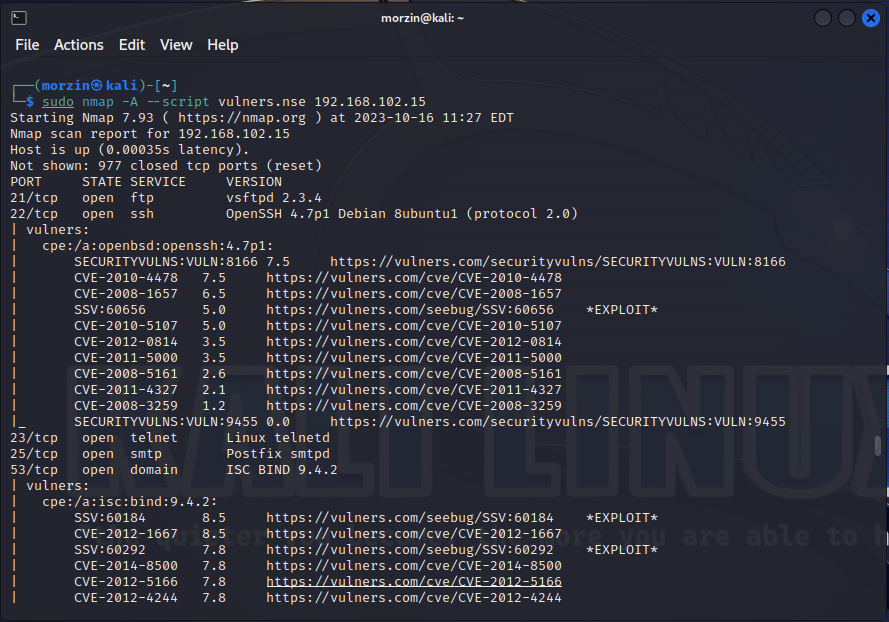 morzin@kali: ~
File Actions Edit View Help
┌──(morzin㉿kali)-[~]
└─$ sudo nmap -A --script vulners.nse 192.168.102.15
Starting Nmap 7.93 ( https://nmap.org ) at 2023-10-16 11:27 EDT
Nmap scan report for 192.168.102.15
Host is up (0.00035s latency).
Not shown: 977 closed tcp ports (reset)
PORT     STATE SERVICE     VERSION
21/tcp   open  ftp         vsftpd 2.3.4
22/tcp   open  ssh         OpenSSH 4.7p1 Debian 8ubuntu1 (protocol 2.0)
| vulners:
|   cpe:/a:openbsd:openssh:4.7p1:
|       SECURITYVULNS:VULN:8166 7.5     https://vulners.com/securityvulns/SECURITYVULNS:VULN:8166
|       CVE-2010-4478   7.5     https://vulners.com/cve/CVE-2010-4478
|       CVE-2008-1657   6.5     https://vulners.com/cve/CVE-2008-1657
|       SSV:60656       5.0     https://vulners.com/seebug/SSV:60656    *EXPLOIT*
|       CVE-2010-5107   5.0     https://vulners.com/cve/CVE-2010-5107
|       CVE-2012-0814   3.5     https://vulners.com/cve/CVE-2012-0814
|       CVE-2011-5000   3.5     https://vulners.com/cve/CVE-2011-5000
|       CVE-2008-5161   2.6     https://vulners.com/cve/CVE-2008-5161
|       CVE-2011-4327   2.1     https://vulners.com/cve/CVE-2011-4327
|       CVE-2008-3259   1.2     https://vulners.com/cve/CVE-2008-3259
|_      SECURITYVULNS:VULN:9455 0.0     https://vulners.com/securityvulns/SECURITYVULNS:VULN:9455
23/tcp   open  telnet      Linux telnetd
25/tcp   open  smtp        Postfix smtpd
53/tcp   open  domain      ISC BIND 9.4.2
| vulners:
|   cpe:/a:isc:bind:9.4.2:
|       SSV:60184       8.5     https://vulners.com/seebug/SSV:60184    *EXPLOIT*
|       CVE-2012-1667   8.5     https://vulners.com/cve/CVE-2012-1667
|       SSV:60292       7.8     https://vulners.com/seebug/SSV:60292    *EXPLOIT*
|       CVE-2014-8500   7.8     https://vulners.com/cve/CVE-2014-8500
|       CVE-2012-5166   7.8     https://vulners.com/cve/CVE-2012-5166
|       CVE-2012-4244   7.8     https://vulners.com/cve/CVE-2012-4244
KALI LINUX
you are able to h